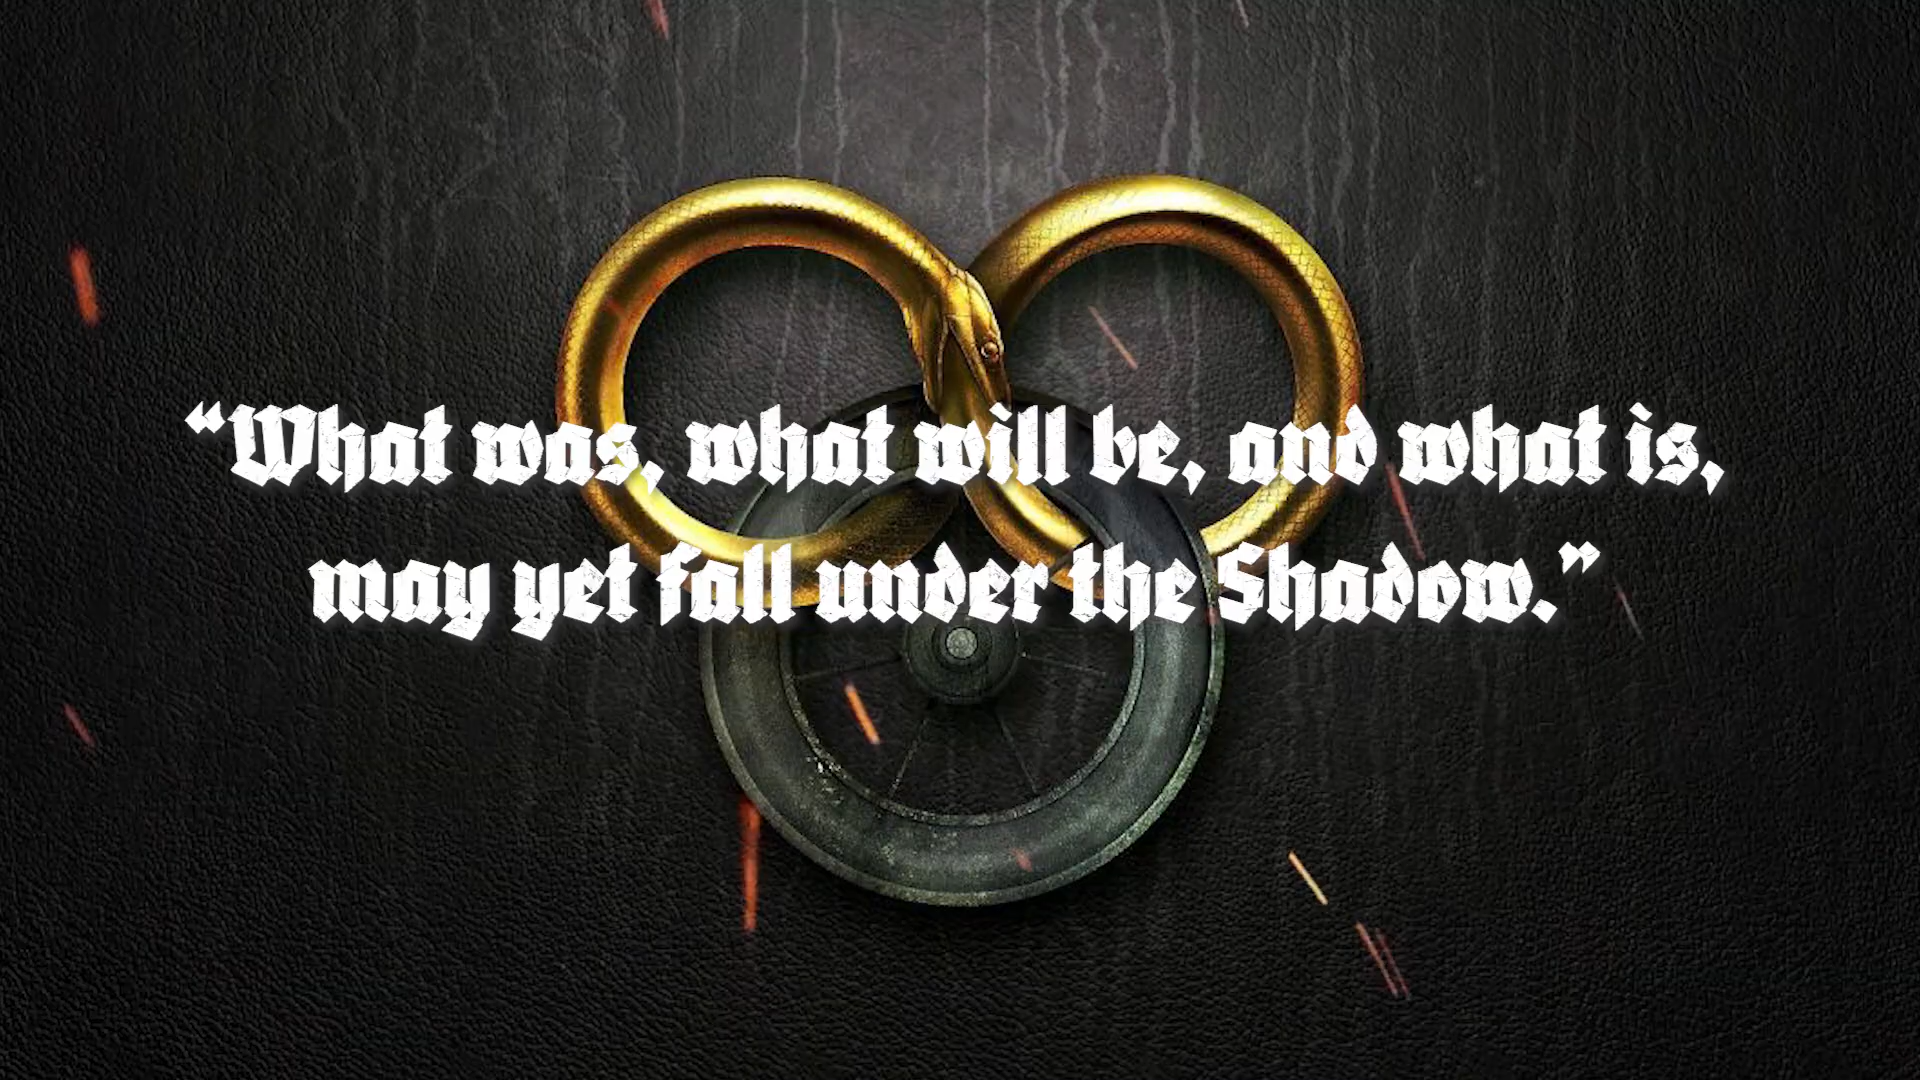 “What was, what will be, and what is,
may yet fall under the Shadow.”